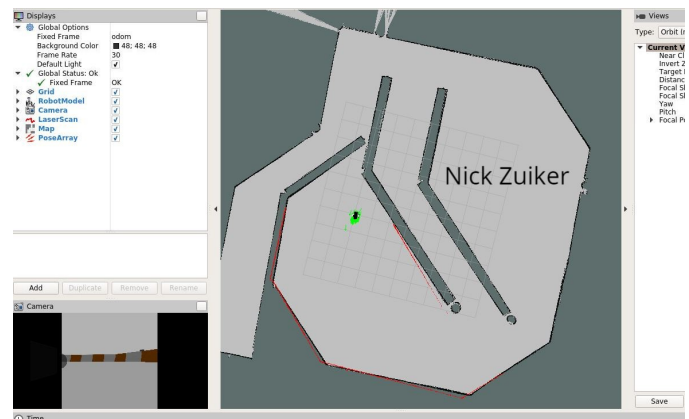 Displays
Global Options
Fixed Frame odom
Background Color 48; 48; 48
Frame Rate 30
Default Light
Global Status: Ok
Fixed Frame OK
Grid
RobotModel
Camera
LaserScan
Map
PoseArray
Add Duplicate Remove Rename
Camera
Time
Nick Zuiker
Views
Type: Orbit (r
Current V
Near Cl
Invert Z
Target
Distanc
Focal S
Focal S
Yaw
Pitch
Focal P
Save